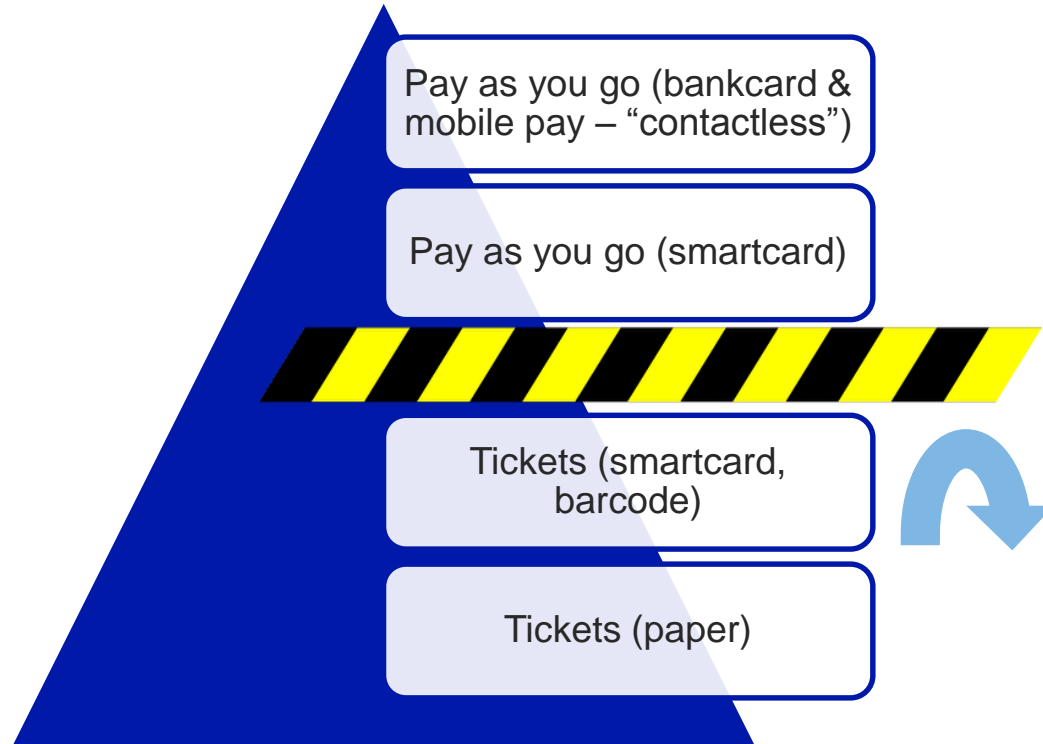 Pay as you go (bankcard &
mobile pay – “contactless”)
Pay as you go (smartcard)
Tickets (smartcard,
barcode)
Tickets (paper)